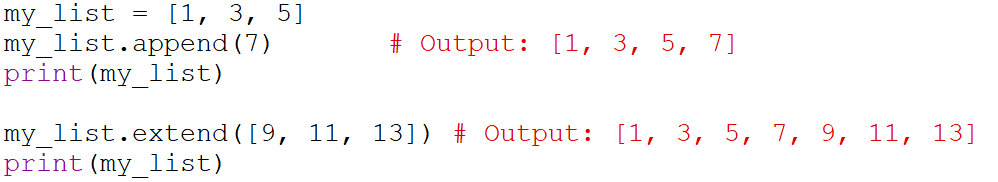 my_list = [1, 3, 5]
my_list.append(7)        # Output: [1, 3, 5, 7]
print(my_list)

my_list.extend([9, 11, 13]) # Output: [1, 3, 5, 7, 9, 11, 13]
print(my_list)